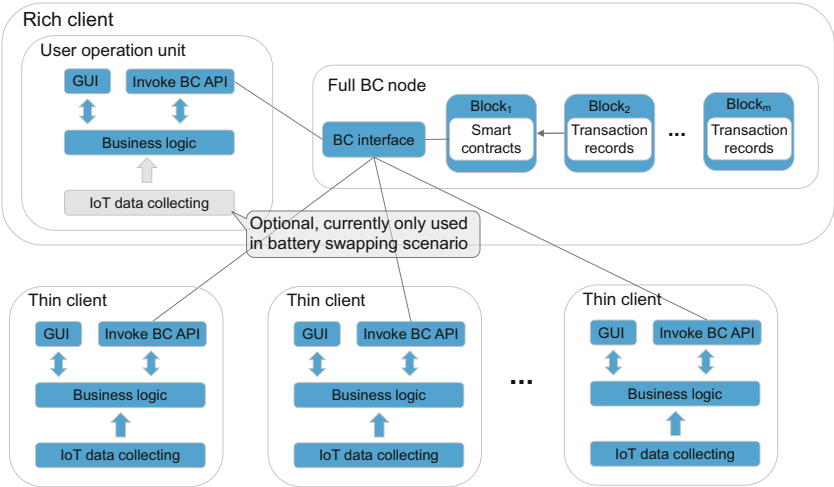 Rich client
User operation unit
GUI
Invoke BC API
Business logic
IoT data collecting
Full BC node
BC interface
Block1
Smart
contracts
Block2
Transaction
records
...
Blockm
Transaction
records
Optional, currently only used
in battery swapping scenario
Thin client
GUI
Invoke BC API
Business logic
IoT data collecting
Thin client
GUI
Invoke BC API
Business logic
IoT data collecting
...
Thin client
GUI
Invoke BC API
Business logic
IoT data collecting